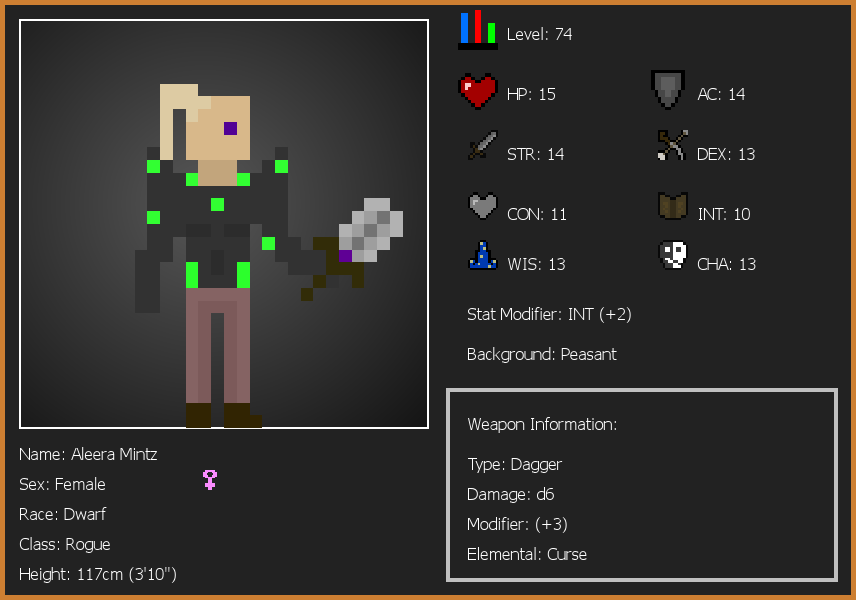 Level: 74
HP: 15
AC: 14
STR: 14
DEX: 13
CON: 11
INT: 10
WIS: 13
CHA: 13
Stat Modifier: INT (+2)
Background: Peasant
Weapon Information:
Type: Dagger
Damage: d6
Modifier: (+3)
Elemental: Curse
Name: Aleera Mintz
Sex: Female
Race: Dwarf
Class: Rogue
Height: 117cm (3'10")